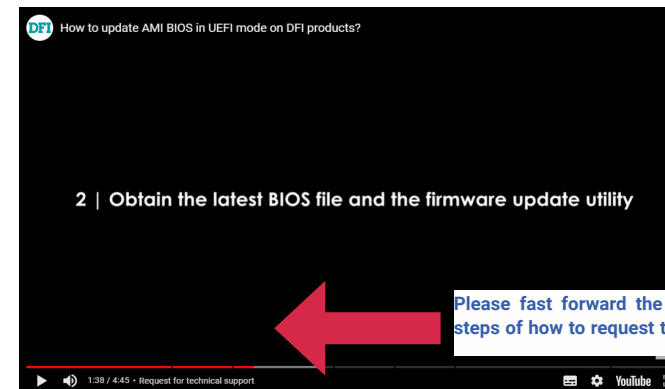 DFI How to update AMI BIOS in UEFI mode on DFI products?
2 | Obtain the latest BIOS file and the firmware update utility
Please fast forward the
steps of how to request t
1:38 / 4:45 • Request for technical support
YouTube